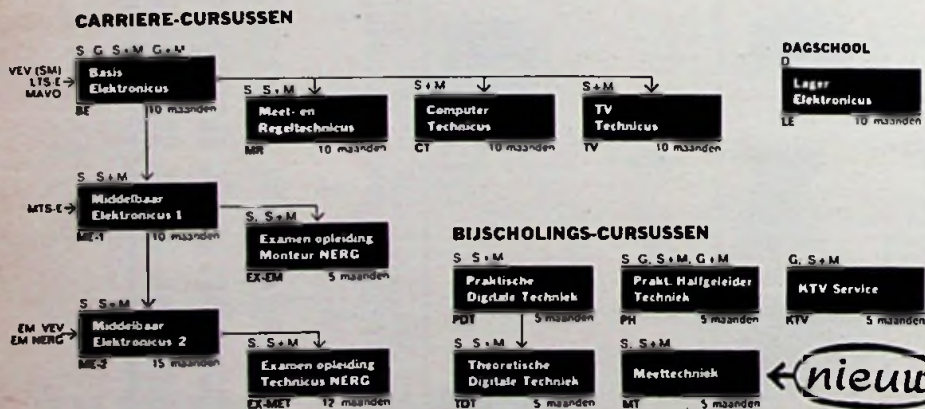 CARRIERE-CURSUSSEN
S G S+M G+M
VEV (SM)
LTS-E
MAVO
Basis
Elektronicus
BE 10 maanden
S S+M
Meet- en
Regeltechnicus
MR 10 maanden
S+M
Computer
Technicus
CT 10 maanden
S+M
TV
Technicus
TV 10 maanden
DAGSCHOOL
D
Lager
Elektronicus
LE 10 maanden
S S+M
MTS-E
Middelbaar
Elektronicus 1
ME-1 10 maanden
S, S+M
Examen opleiding
Monteur NERG
EX-EM 5 maanden
S S+M
EM VEV
EM NERG
Middelbaar
Elektronicus 2
ME-2 15 maanden
S, S+M
Examen opleiding
Technicus NERG
EX-MET 12 maanden
BIJSCHOLINGS-CURSUSSEN
S S+M
Praktische
Digitale Techniek
PDT 5 maanden
S G, S+M, G+M
Prakt. Halfgeleider
Techniek
PH 5 maanden
G, S+M
KTV Service
KTV 5 maanden
S S+M
Theoretische
Digitale Techniek
TDT 5 maanden
S, S+M
Meettechniek
MT 5 maanden
nieuw